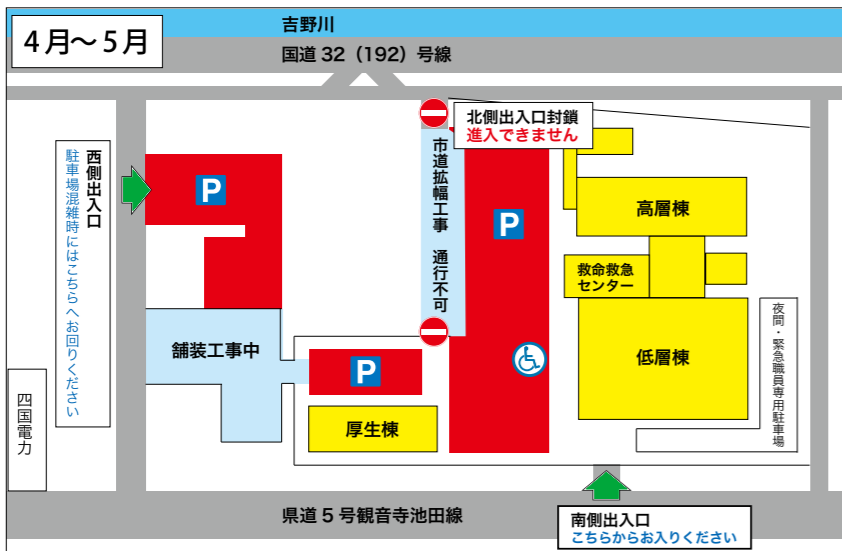 4月～5月
吉野川
国道32（192）号線
北側出入口封鎖
進入できません
西側出入口
駐車場混雑時にはこちらへお回りください
P
市道拡幅工事 通行不可
P
高層棟
救命救急
センター
舗装工事中
P
低層棟
夜間・緊急職員専用駐車場
四国電力
厚生棟
県道5号観音寺池田線
南側出入口
こちらからお入りください